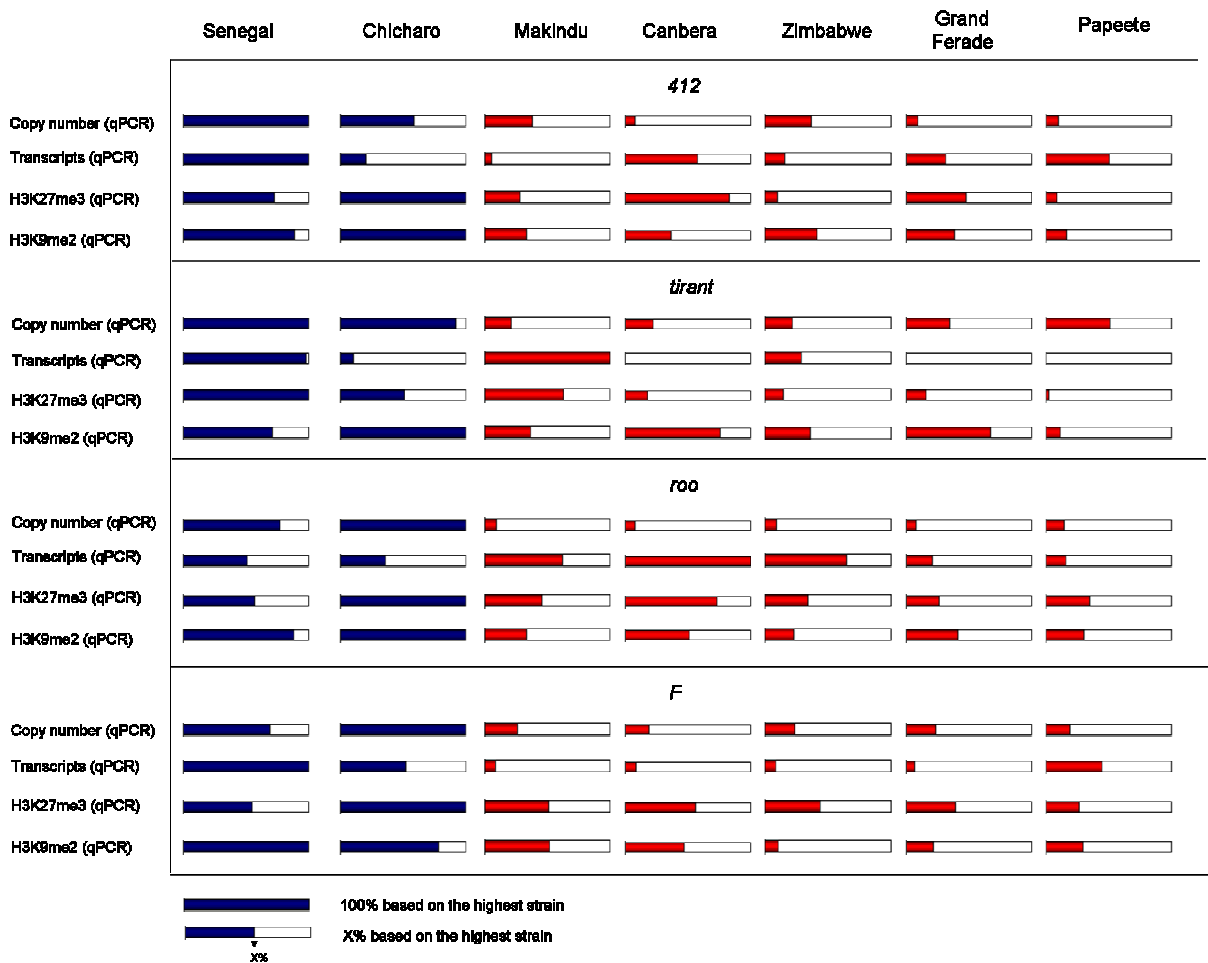 Senegal Chicharo Makindu Canbera Zimbabwe Grand Ferade Papeete
412
Copy number (qPCR)
Transcripts (qPCR)
H3K27me3 (qPCR)
H3K9me2 (qPCR)
tirant
Copy number (qPCR)
Transcripts (qPCR)
H3K27me3 (qPCR)
H3K9me2 (qPCR)
roo
Copy number (qPCR)
Transcripts (qPCR)
H3K27me3 (qPCR)
H3K9me2 (qPCR)
F
Copy number (qPCR)
Transcripts (qPCR)
H3K27me3 (qPCR)
H3K9me2 (qPCR)
100% based on the highest strain
X% based on the highest strain
X%